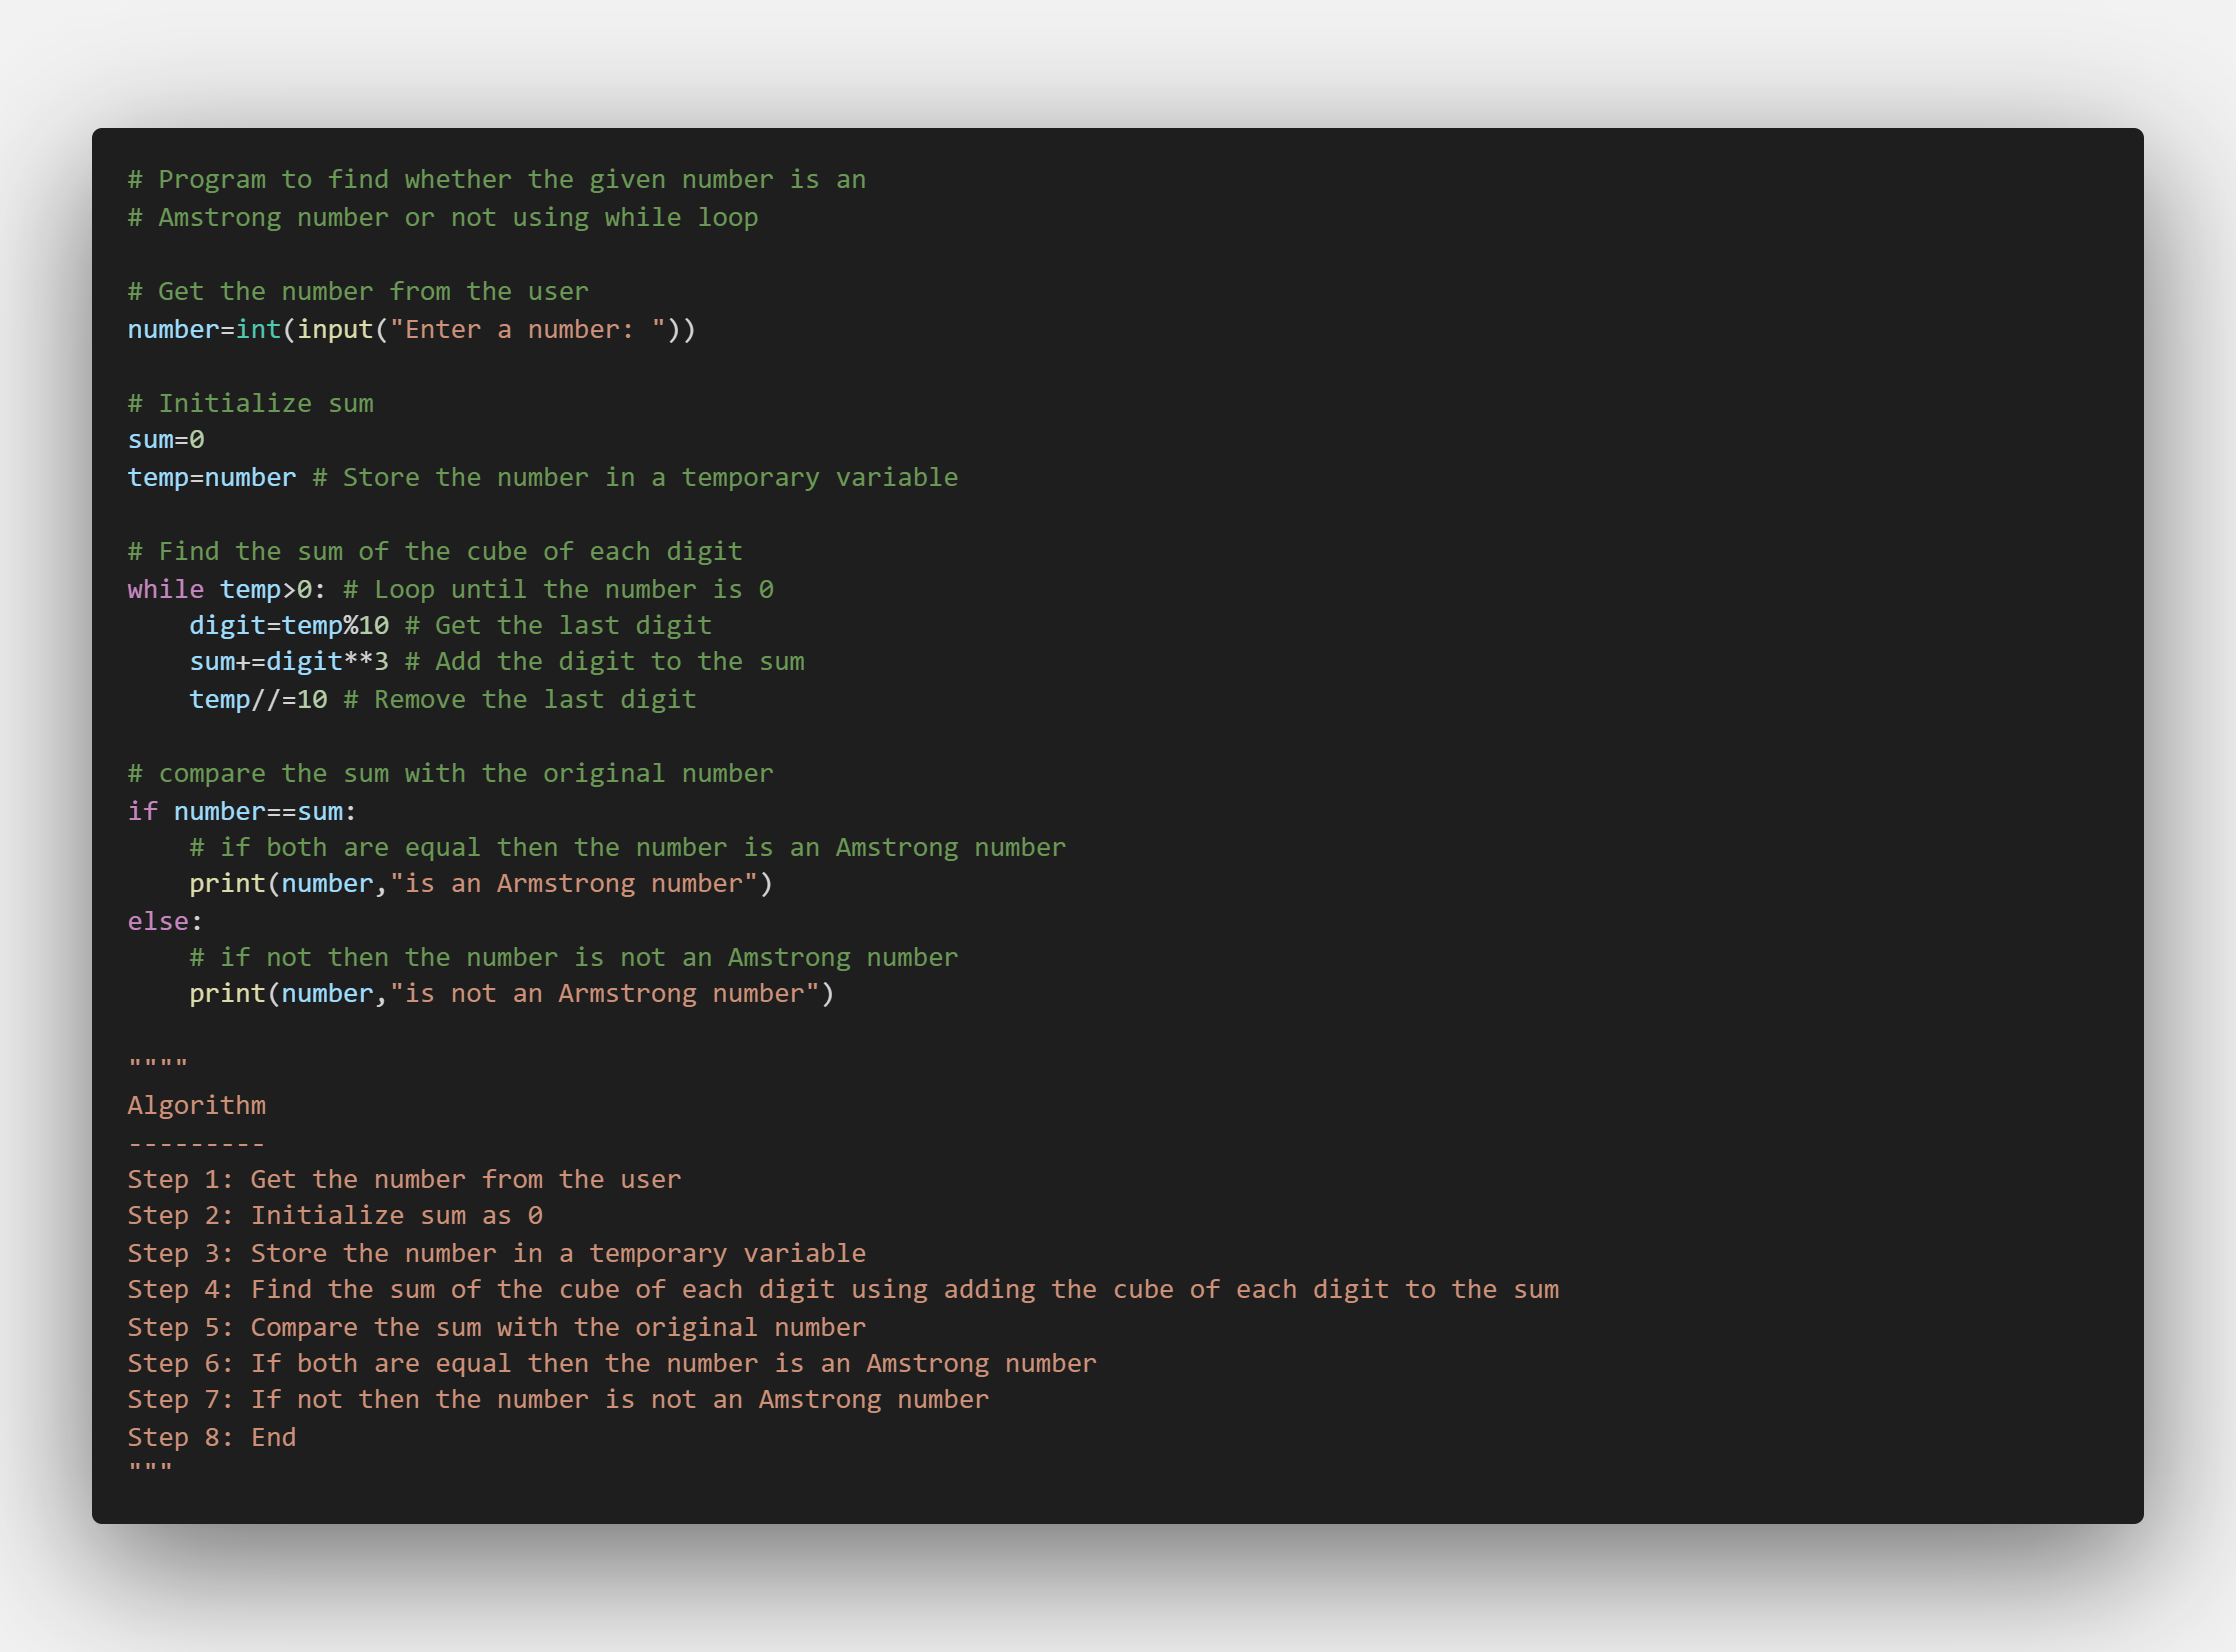 # Program to find whether the given number is an
# Amstrong number or not using while loop

# Get the number from the user
number=int(input("Enter a number: "))

# Initialize sum
sum=0
temp=number # Store the number in a temporary variable

# Find the sum of the cube of each digit
while temp>0: # Loop until the number is 0
    digit=temp%10 # Get the last digit
    sum+=digit**3 # Add the digit to the sum
    temp//=10 # Remove the last digit

# compare the sum with the original number
if number==sum:
    # if both are equal then the number is an Amstrong number
    print(number,"is an Armstrong number")
else:
    # if not then the number is not an Amstrong number
    print(number,"is not an Armstrong number")

""""
Algorithm
---------
Step 1: Get the number from the user
Step 2: Initialize sum as 0
Step 3: Store the number in a temporary variable
Step 4: Find the sum of the cube of each digit using adding the cube of each digit to the sum
Step 5: Compare the sum with the original number
Step 6: If both are equal then the number is an Amstrong number
Step 7: If not then the number is not an Amstrong number
Step 8: End
"""